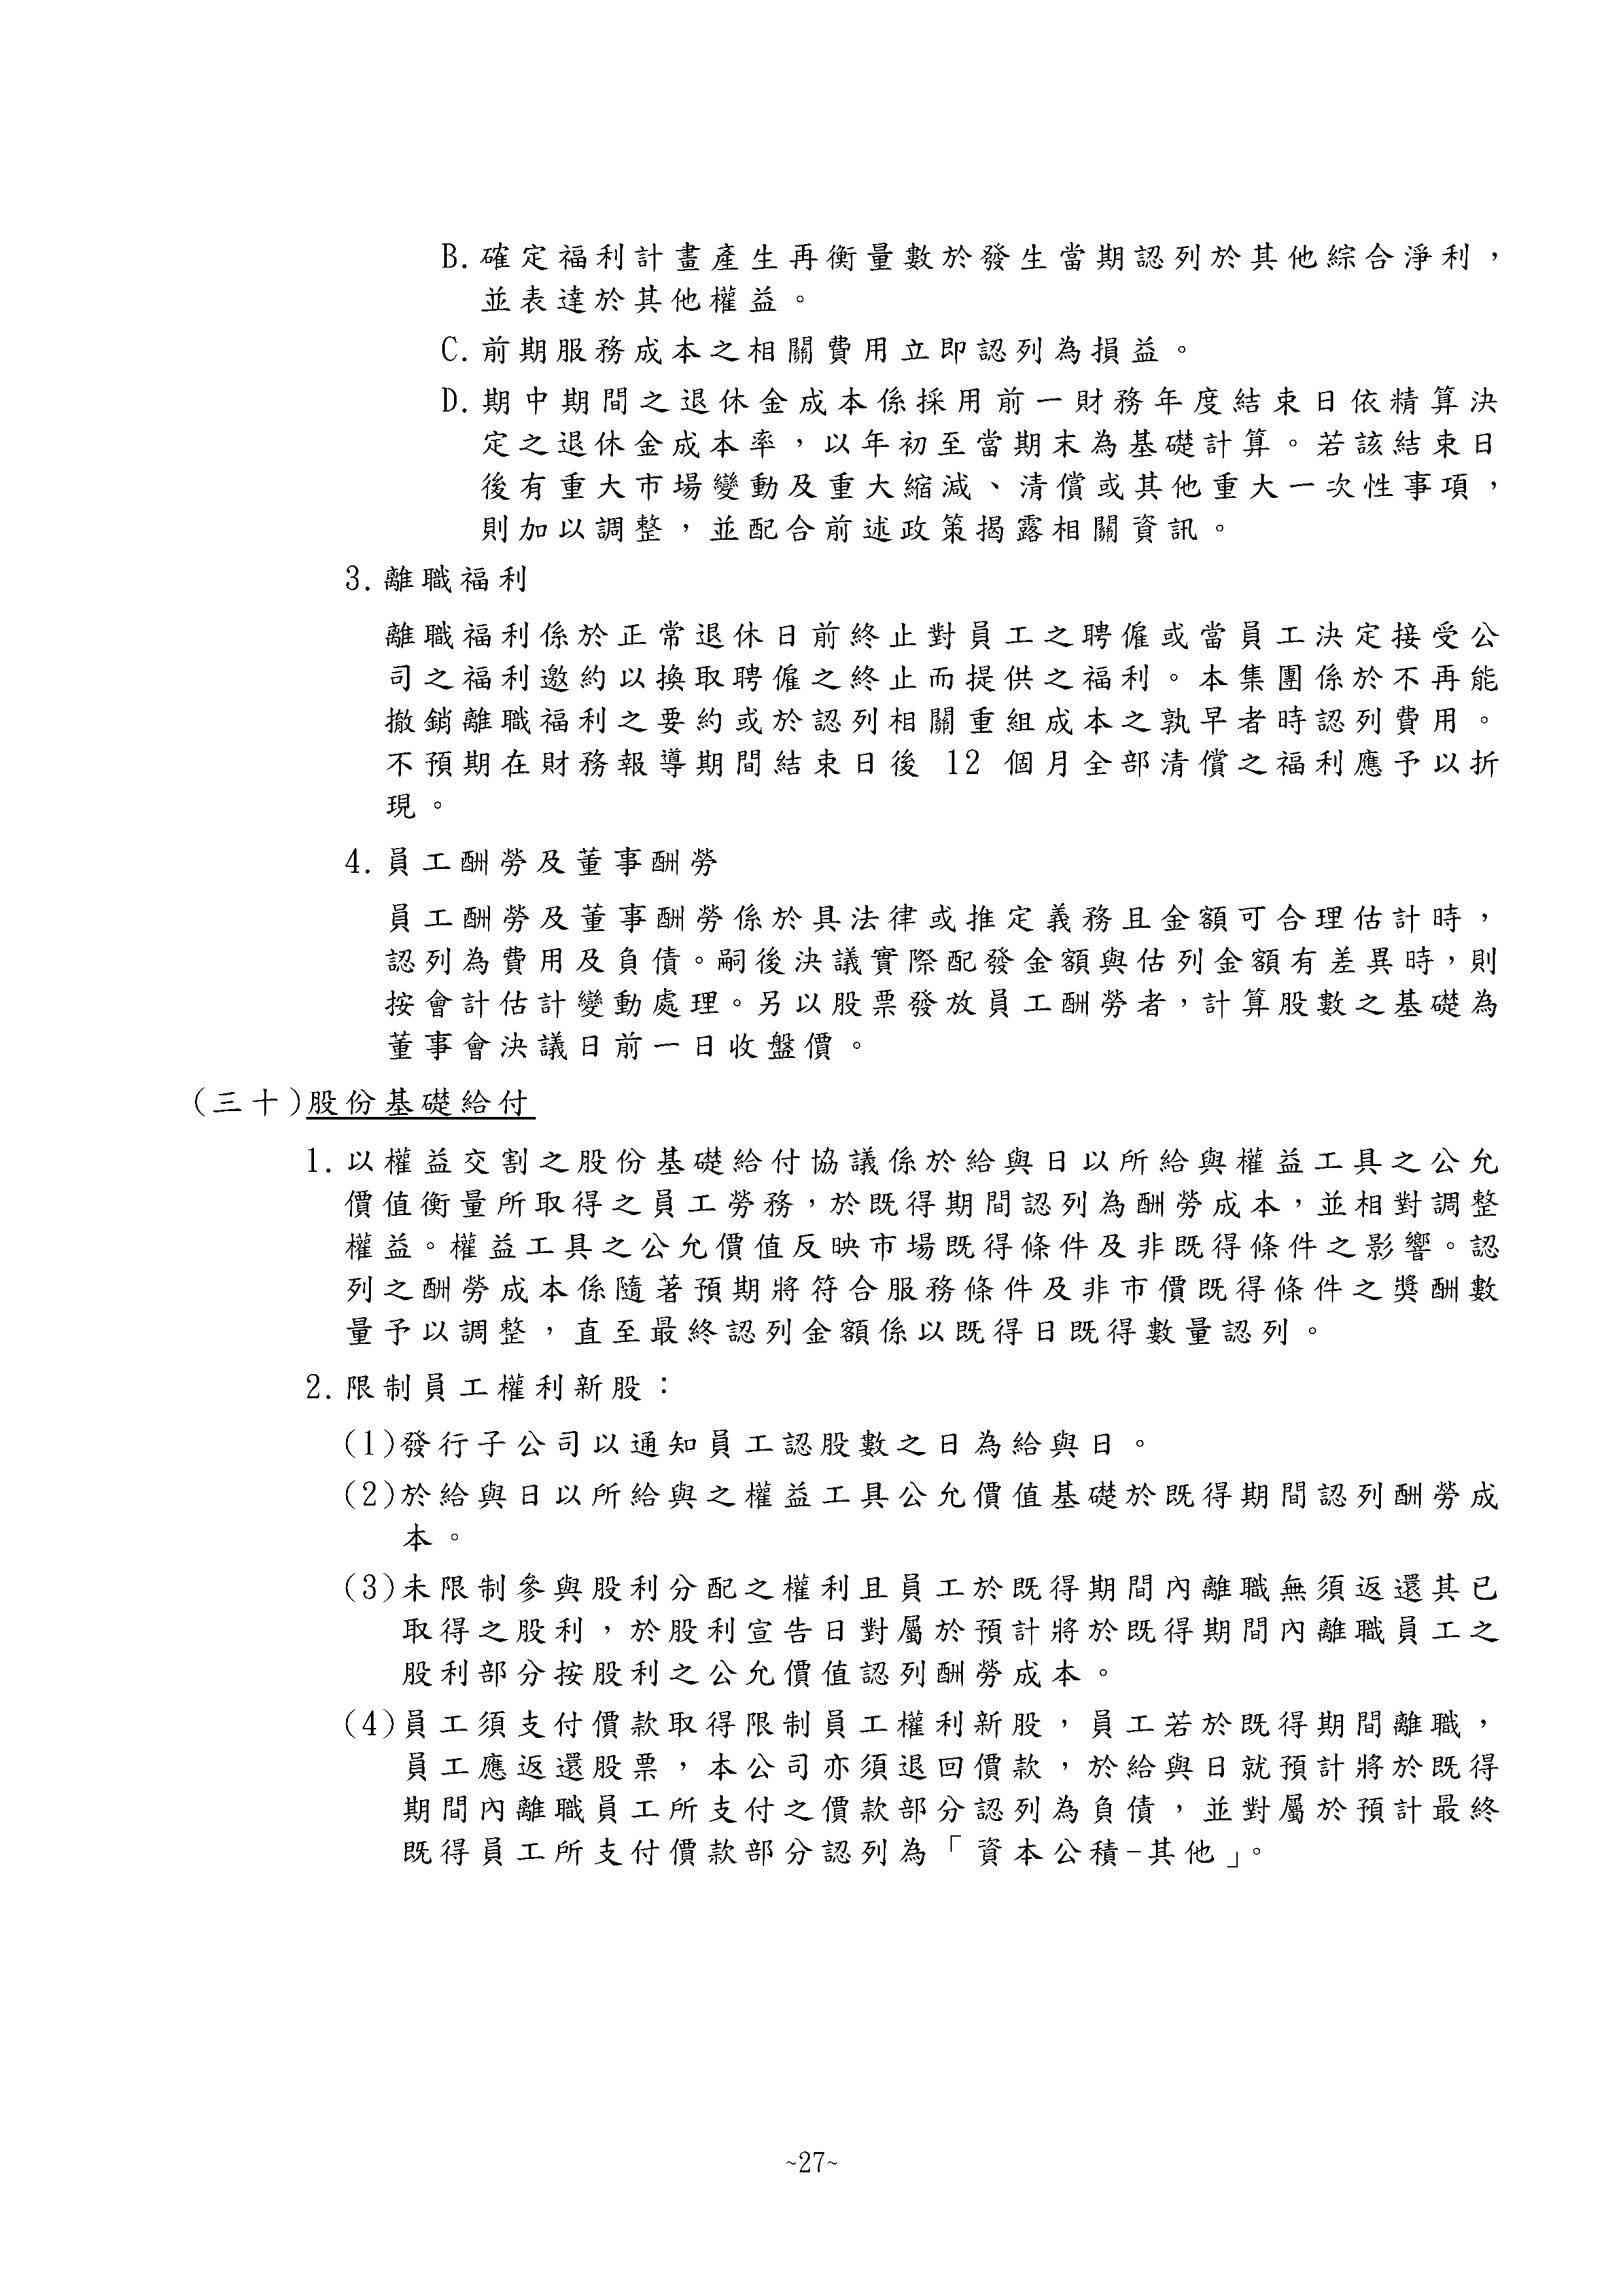 B.確定福利計畫產生再衡量數於發生當期認列於其他綜合淨利，
並表達於其他權益。
C.前期服務成本之相關費用立即認列為損益。
D.期中期間之退休金成本係採用前一財務年度結束日依精算決
定之退休金成本率，以年初至當期末為基礎計算。若該結束日
後有重大市場變動及重大縮減、清償或其他重大一次性事項，
則加以調整，並配合前述政策揭露相關資訊。
3.離職福利
離職福利係於正常退休日前終止對員工之聘僱或當員工決定接受公
司之福利邀約以換取聘僱之終止而提供之福利。本集團係於不再能
撤銷離職福利之要約或於認列相關重組成本之孰早者時認列費用。
不預期在財務報導期間結束日後 12 個月全部清償之福利應予以折
現。
4.員工酬勞及董事酬勞
員工酬勞及董事酬勞係於具法律或推定義務且金額可合理估計時，
認列為費用及負債。嗣後決議實際配發金額與估列金額有差異時，則
按會計估計變動處理。另以股票發放員工酬勞者，計算股數之基礎為
董事會決議日前一日收盤價。
(三十)股份基礎給付
1.以權益交割之股份基礎給付協議係於給與日以所給與權益工具之公允
價值衡量所取得之員工勞務，於既得期間認列為酬勞成本，並相對調整
權益。權益工具之公允價值反映市場既得條件及非既得條件之影響。認
列之酬勞成本係隨著預期將符合服務條件及非市價既得條件之獎酬數
量予以調整，直至最終認列金額係以既得日既得數量認列。
2.限制員工權利新股：
(1)發行子公司以通知員工認股數之日為給與日。
(2)於給與日以所給與之權益工具公允價值基礎於既得期間認列酬勞成
本。
(3)未限制參與股利分配之權利且員工於既得期間內離職無須返還其已
取得之股利，於股利宣告日對屬於預計將於既得期間內離職員工之
股利部分按股利之公允價值認列酬勞成本。
(4)員工須支付價款取得限制員工權利新股，員工若於既得期間離職，
員工應返還股票，本公司亦須退回價款，於給與日就預計將於既得
期間內離職員工所支付之價款部分認列為負債，並對屬於預計最終
既得員工所支付價款部分認列為「資本公積-其他」。
~27~